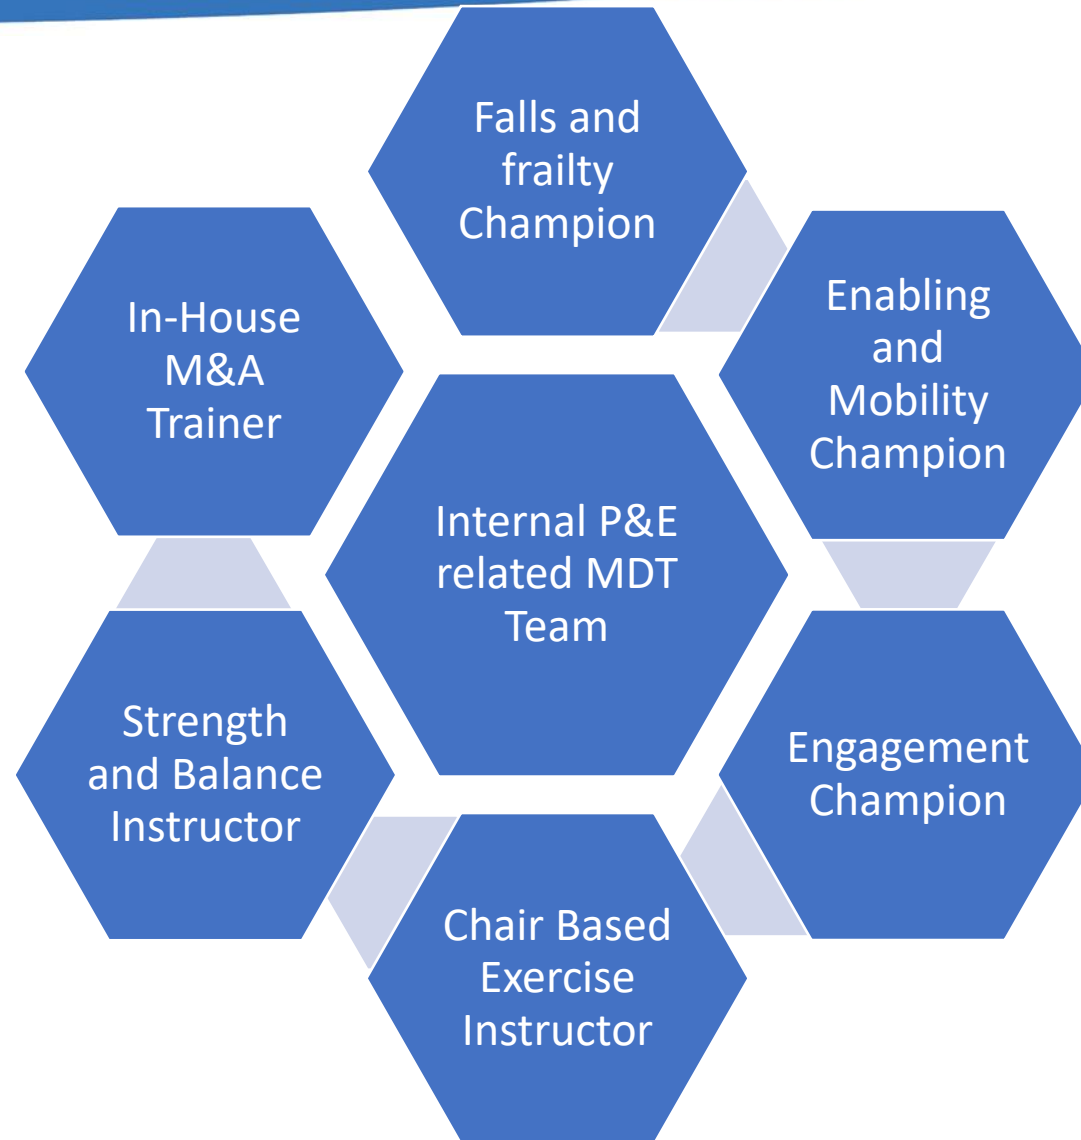 Falls and
frailty
Champion
Enabling
and
Mobility
Champion
Engagement
Champion
Chair Based
Exercise
Instructor
Strength
and Balance
Instructor
In-House
M&A
Trainer
Internal P&E
related MDT
Team